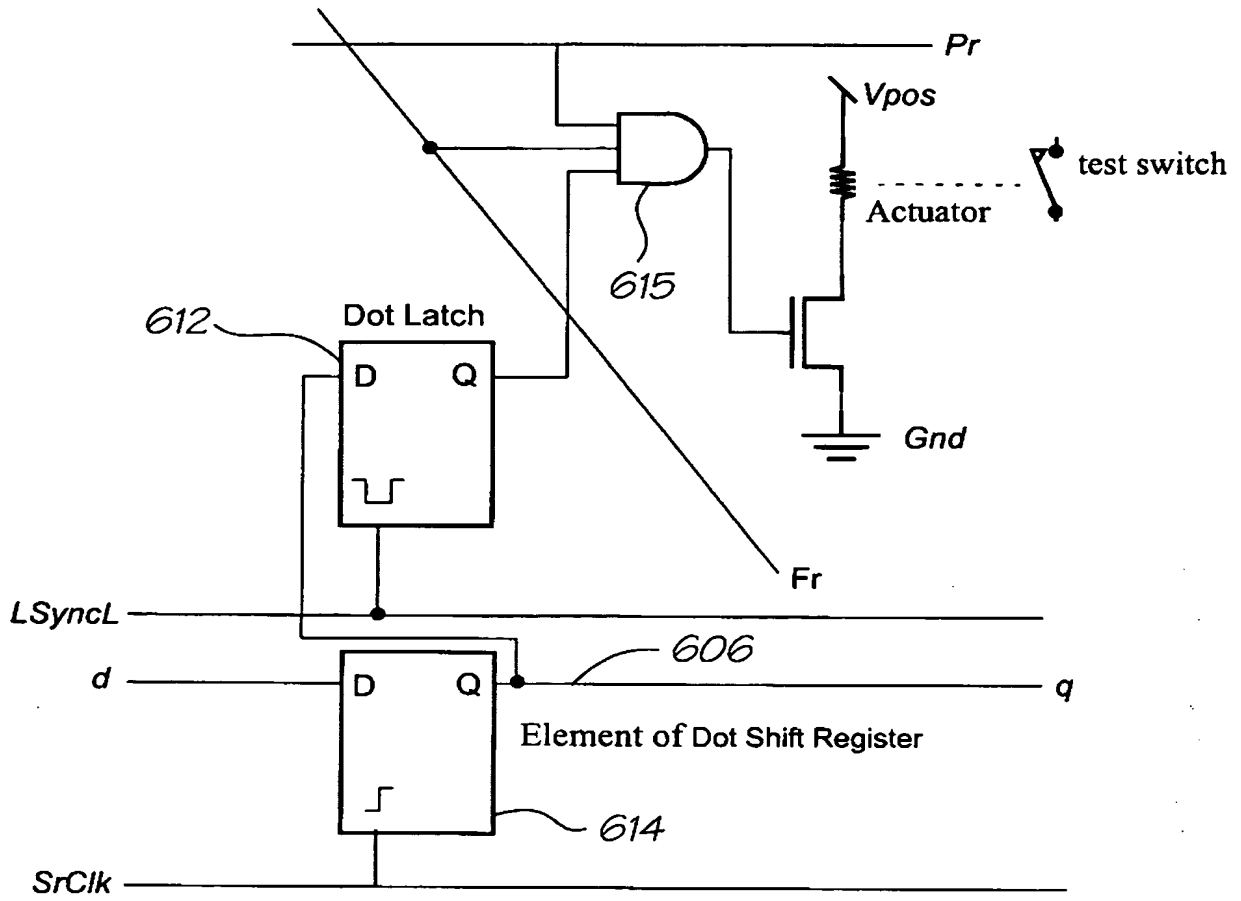 Pr
Vpos
test switch
Actuator
615
612
Dot Latch
D Q
Gnd
Fr
LSyncL
606
d
D Q
q
Element of Dot Shift Register
614
SrClk